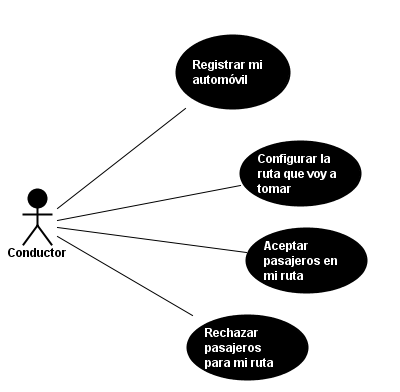 Registrar mi
automóvil
Configurar la
ruta que voy a
tomar
Conductor
Aceptar
pasajeros en
mi ruta
Rechazar
pasajeros
para mi ruta